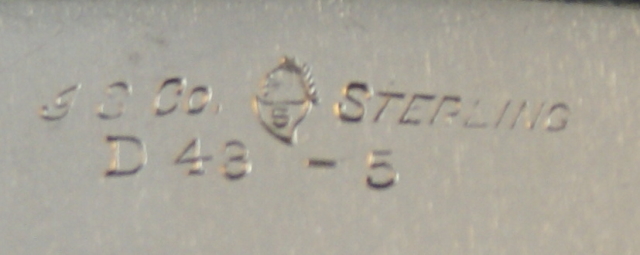 Co. STERLING
D 43 - 5